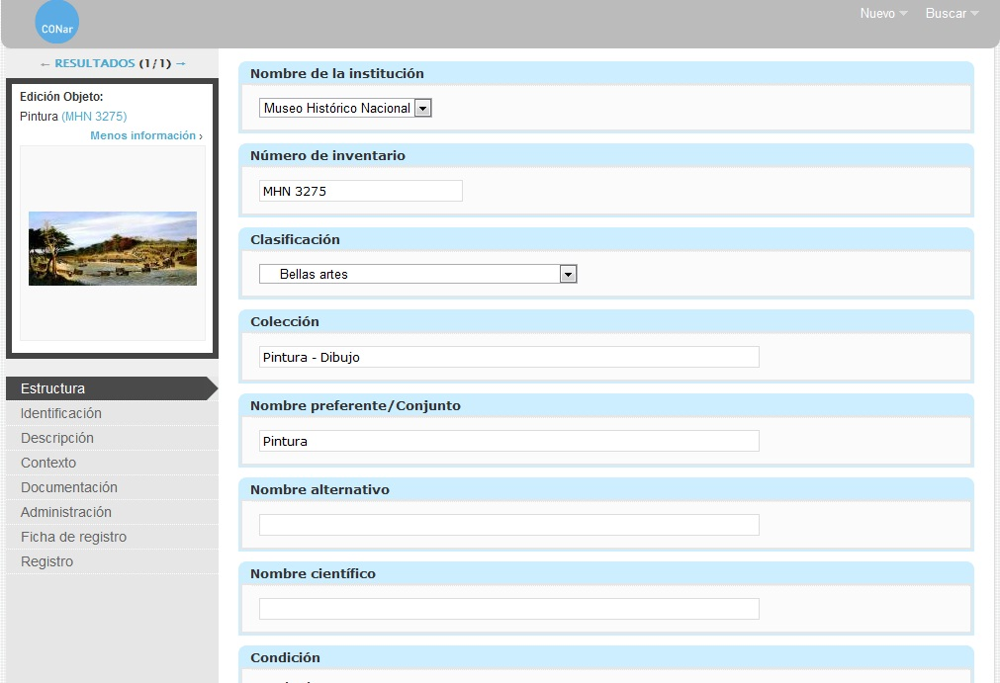 CONar
Nuevo Buscar
← RESULTADOS (1/1) →
Edición Objeto:
Pintura (MHN 3275)
Menos información ›
Estructura
Identificación
Descripción
Contexto
Documentación
Administración
Ficha de registro
Registro
Nombre de la institución
Museo Histórico Nacional
Número de inventario
MHN 3275
Clasificación
Bellas artes
Colección
Pintura - Dibujo
Nombre preferente/Conjunto
Pintura
Nombre alternativo
Nombre científico
Condición